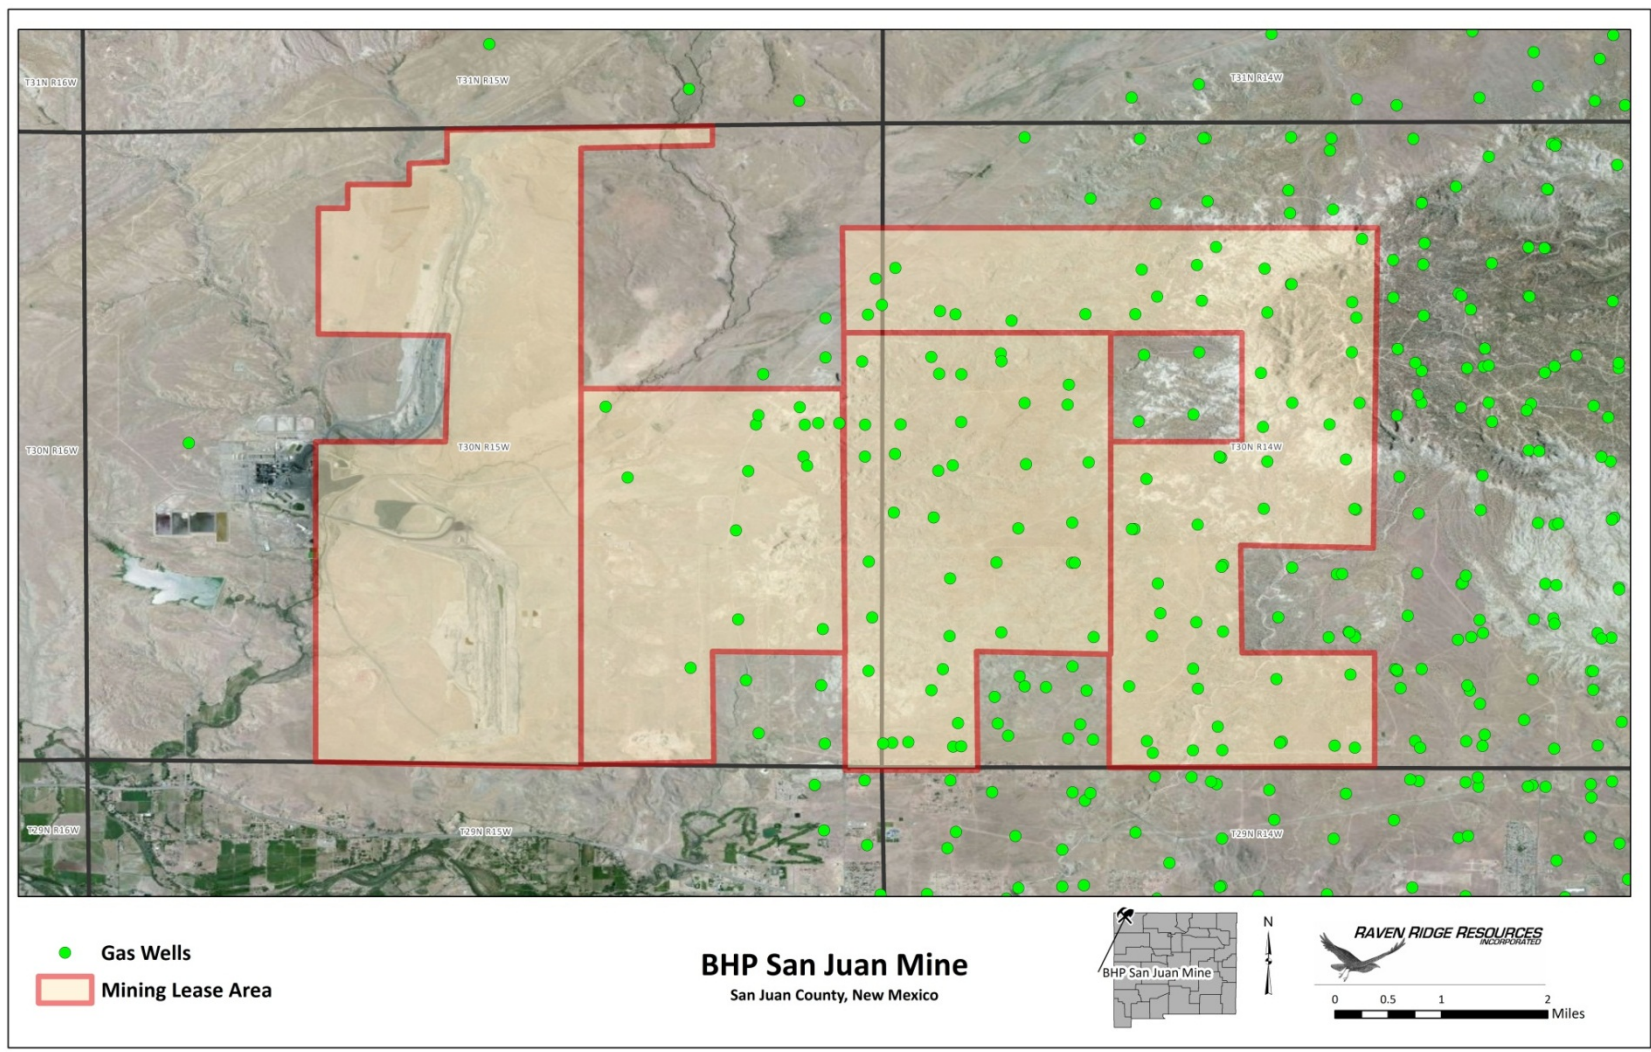 T31N R16W
T31N R15W
T31N R14W
T30N R16W
T30N R15W
T30N R14W
T29N R16W
T29N R15W
T29N R14W
Gas Wells
Mining Lease Area
BHP San Juan Mine
San Juan County, New Mexico
BHP San Juan Mine
N
RAVEN RIDGE RESOURCES
INCORPORATED
0 0.5 1 2
Miles